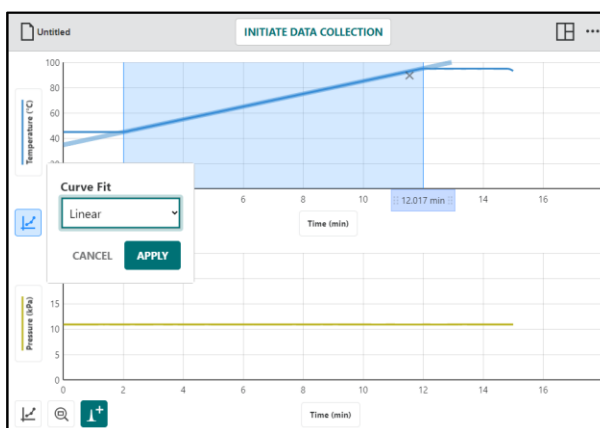 Untitled
INITIATE DATA COLLECTION
100
80
60
40
20
Temperature (°C)
6
8
10
12.017 min
14
16
Time (min)
Curve Fit
Linear
CANCEL
APPLY
15
10
5
0
Pressure (kPa)
0
2
4
6
8
10
12
14
16
Time (min)